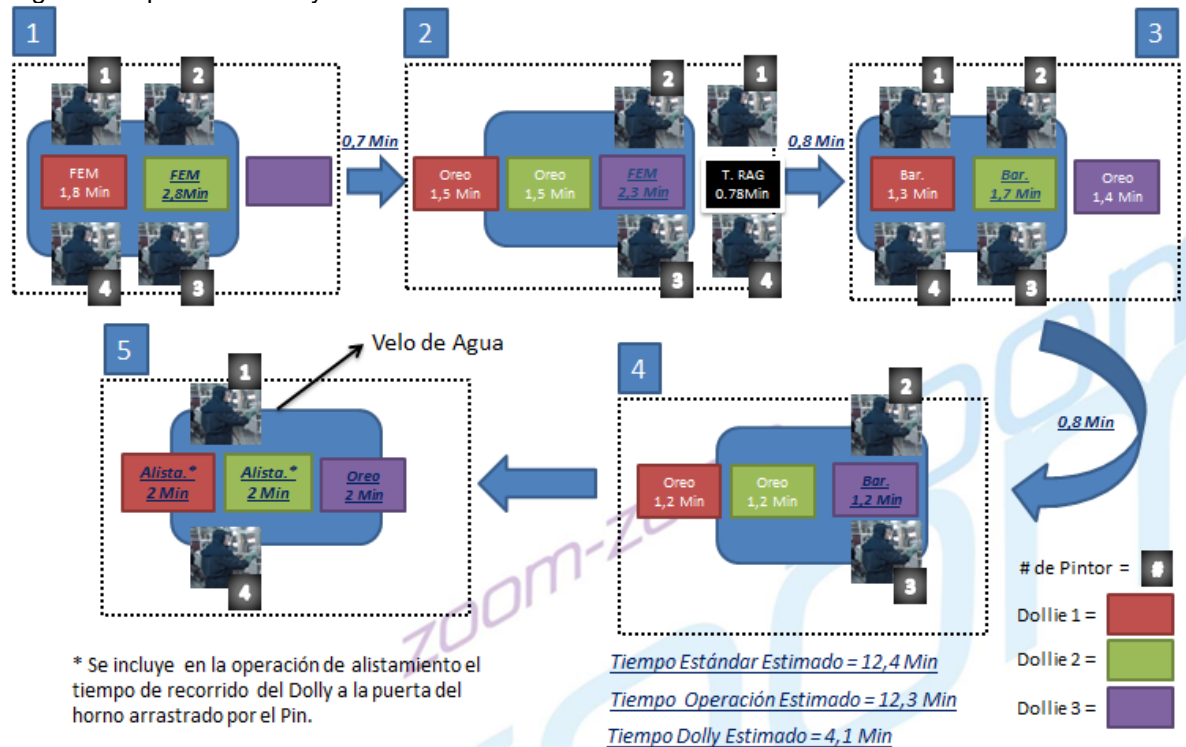 1
2
3
1
2
FEM
1,8 Min
FEM
2,8Min
4
3
0,7 Min
2
1
Oreo
1,5 Min
Oreo
1,5 Min
FEM
2,3 Min
T. RAG
0.78Min
3
4
0,8 Min
1
2
Bar.
1,3 Min
Bar.
1,7 Min
Oreo
1,4 Min
4
3
0,8 Min
5
Velo de Agua
1
Alista.*
2 Min
Alista.*
2 Min
Oreo
2 Min
4
4
2
Oreo
1,2 Min
Oreo
1,2 Min
Bar.
1,2 Min
3
# de Pintor = #
Dollie 1 =
Dollie 2 =
Dollie 3 =
* Se incluye en la operación de alistamiento el
tiempo de recorrido del Dolly a la puerta del
horno arrastrado por el Pin.
Tiempo Estándar Estimado = 12,4 Min
Tiempo Operación Estimado = 12,3 Min
Tiempo Dolly Estimado = 4,1 Min